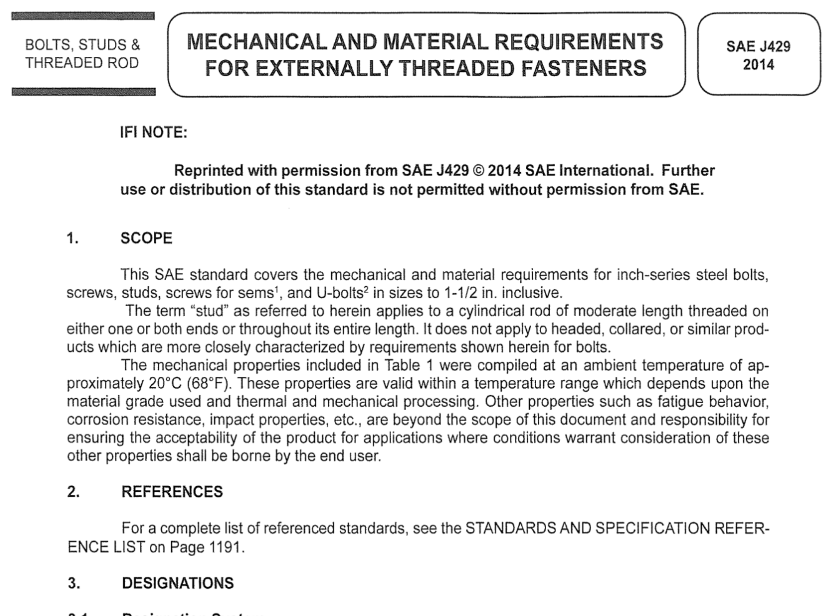 BOLTS, STUDS &
THREADED ROD
MECHANICAL AND MATERIAL REQUIREMENTS
FOR EXTERNALLY THREADED FASTENERS
SAE J429
2014
IFI NOTE:
Reprinted with permission from SAE J429 © 2014 SAE International. Further
use or distribution of this standard is not permitted without permission from SAE.
1. SCOPE
This SAE standard covers the mechanical and material requirements for inch-series steel bolts,
screws, studs, screws for sems¹, and U-bolts² in sizes to 1-1/2 in. inclusive.
The term “stud” as referred to herein applies to a cylindrical rod of moderate length threaded on
either one or both ends or throughout its entire length. It does not apply to headed, collared, or similar prod-
ucts which are more closely characterized by requirements shown herein for bolts.
The mechanical properties included in Table 1 were compiled at an ambient temperature of ap-
proximately 20°C (68°F). These properties are valid within a temperature range which depends upon the
material grade used and thermal and mechanical processing. Other properties such as fatigue behavior,
corrosion resistance, impact properties, etc., are beyond the scope of this document and responsibility for
ensuring the acceptability of the product for applications where conditions warrant consideration of these
other properties shall be borne by the end user.
2. REFERENCES
For a complete list of referenced standards, see the STANDARDS AND SPECIFICATION REFER-
ENCE LIST on Page 1191.
3. DESIGNATIONS